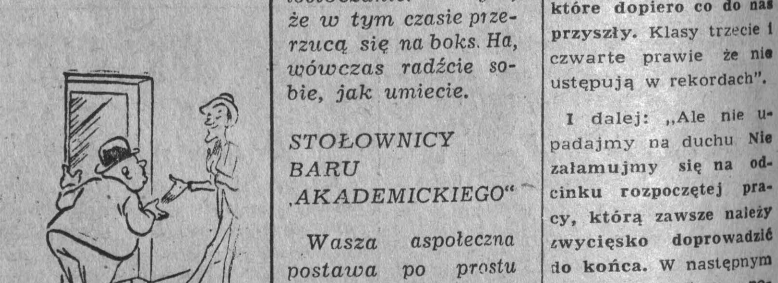 że w tym czasie prze-
rzucą się na boks. Ha,
wówczas radźcie so-
bie, jak umiecie.
STOŁOWNICY
BARU
„AKADEMICKIEGO“
Wasza aspołeczna
postawa po prostu
które dopiero co do nas
przyszły. Klasy trzecie i
czwarte prawie że nie
ustępują w rekordach”.
I dalej: „Ale nie u-
padajmy na duchu Nie
załamujmy się na od-
cinku rozpoczętej pra-
cy, którą zawsze należy
zwycięsko doprowadzić
do końca. W następnym